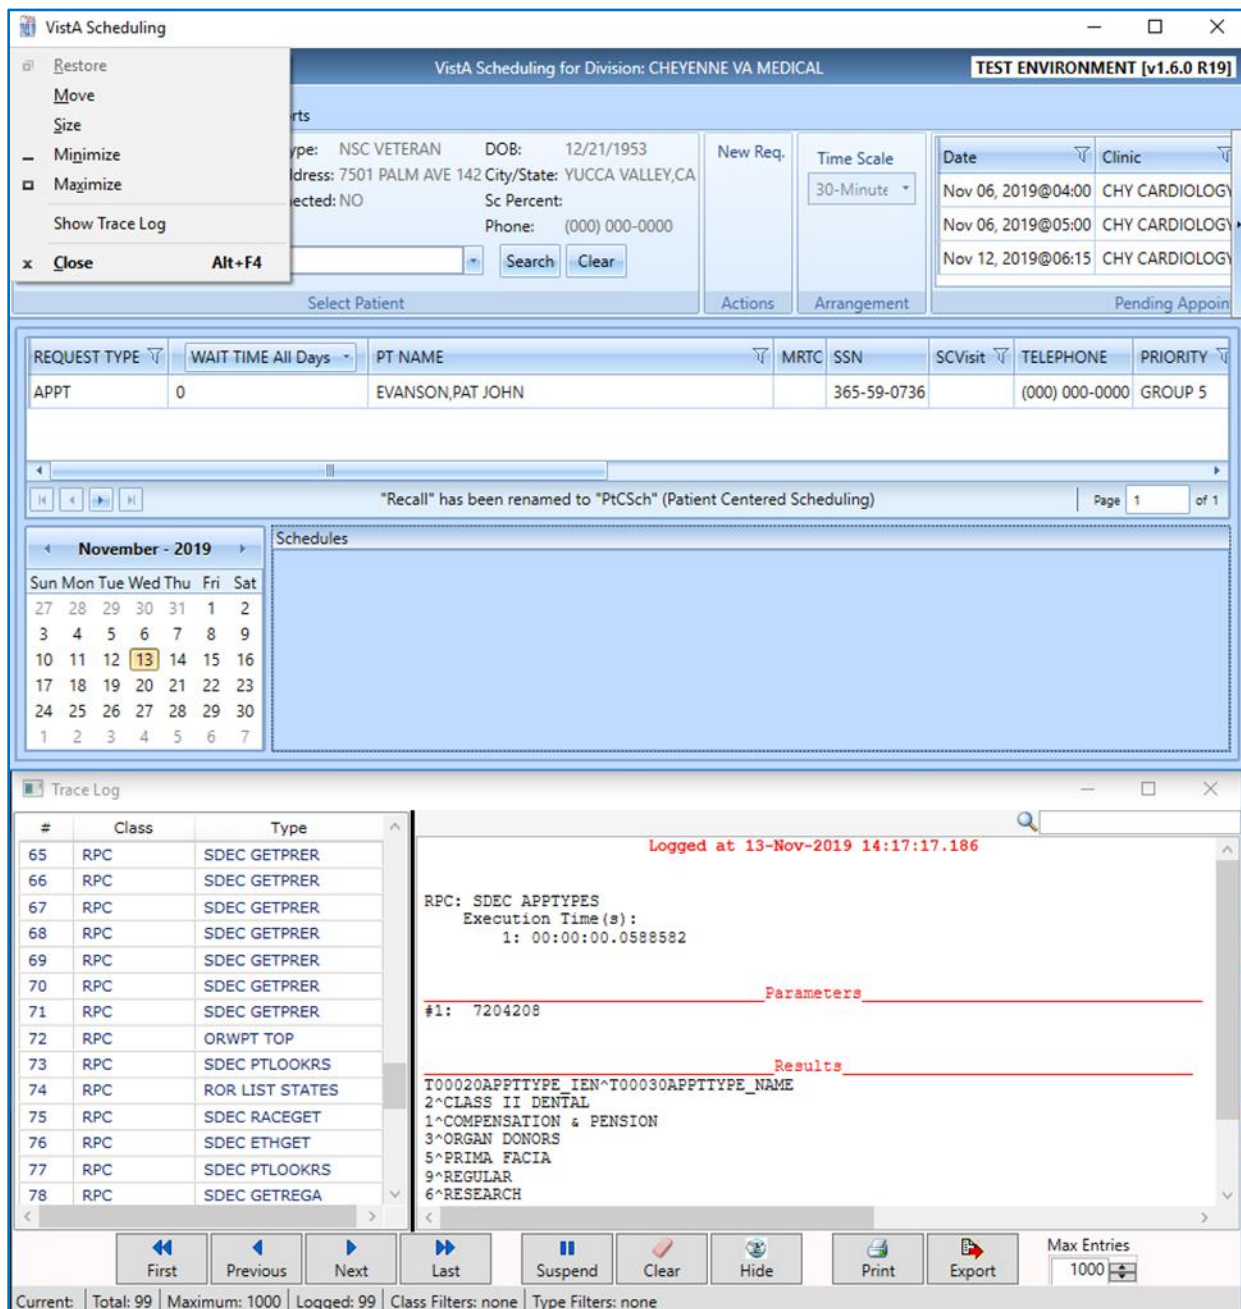 VistA Scheduling
Restore
Move
Size
Minimize
Maximize
Show Trace Log
x Close Alt+F4
VistA Scheduling for Division: CHEYENNE VA MEDICAL
TEST ENVIRONMENT [v1.6.0 R19]
rts
ype: NSC VETERAN DOB: 12/21/1953
ldress: 7501 PALM AVE 142 City/State: YUCCA VALLEY,CA
nected: NO Sc Percent:
Phone: (000) 000-0000
Search Clear
Select Patient
New Req.
Actions
Time Scale
30-Minute
Arrangement
Date Clinic
Nov 06, 2019@04:00 CHY CARDIOLOGY
Nov 06, 2019@05:00 CHY CARDIOLOGY
Nov 12, 2019@06:15 CHY CARDIOLOGY
Pending Appoin
REQUEST TYPE WAIT TIME All Days PT NAME MRTC SSN SCVisit TELEPHONE PRIORITY
APPT 0 EVANSON,PAT JOHN 365-59-0736 (000) 000-0000 GROUP 5
"Recall" has been renamed to "PtCSch" (Patient Centered Scheduling)
Page 1 of 1
November - 2019
Sun Mon Tue Wed Thu Fri Sat
27 28 29 30 31 1 2
3 4 5 6 7 8 9
10 11 12 13 14 15 16
17 18 19 20 21 22 23
24 25 26 27 28 29 30
1 2 3 4 5 6 7
Schedules
Trace Log
# Class Type
65 RPC SDEC GETPRER
66 RPC SDEC GETPRER
67 RPC SDEC GETPRER
68 RPC SDEC GETPRER
69 RPC SDEC GETPRER
70 RPC SDEC GETPRER
71 RPC SDEC GETPRER
72 RPC ORWPT TOP
73 RPC SDEC PTLOOKRS
74 RPC ROR LIST STATES
75 RPC SDEC RACEGET
76 RPC SDEC ETHGET
77 RPC SDEC PTLOOKRS
78 RPC SDEC GETREGA
Logged at 13-Nov-2019 14:17:17.186
RPC: SDEC APPTYPES
Execution Time(s):
1: 00:00:00.0588582
Parameters
#1: 7204208
Results
T00020APPTTYPE_IEN^T00030APPTTYPE_NAME
2^CLASS II DENTAL
1^COMPENSATION & PENSION
3^ORGAN DONORS
5^PRIMA FACIA
9^REGULAR
6^RESEARCH
First Previous Next Last Suspend Clear Hide Print Export
Max Entries
1000
Current: Total: 99 Maximum: 1000 Logged: 99 Class Filters: none Type Filters: none